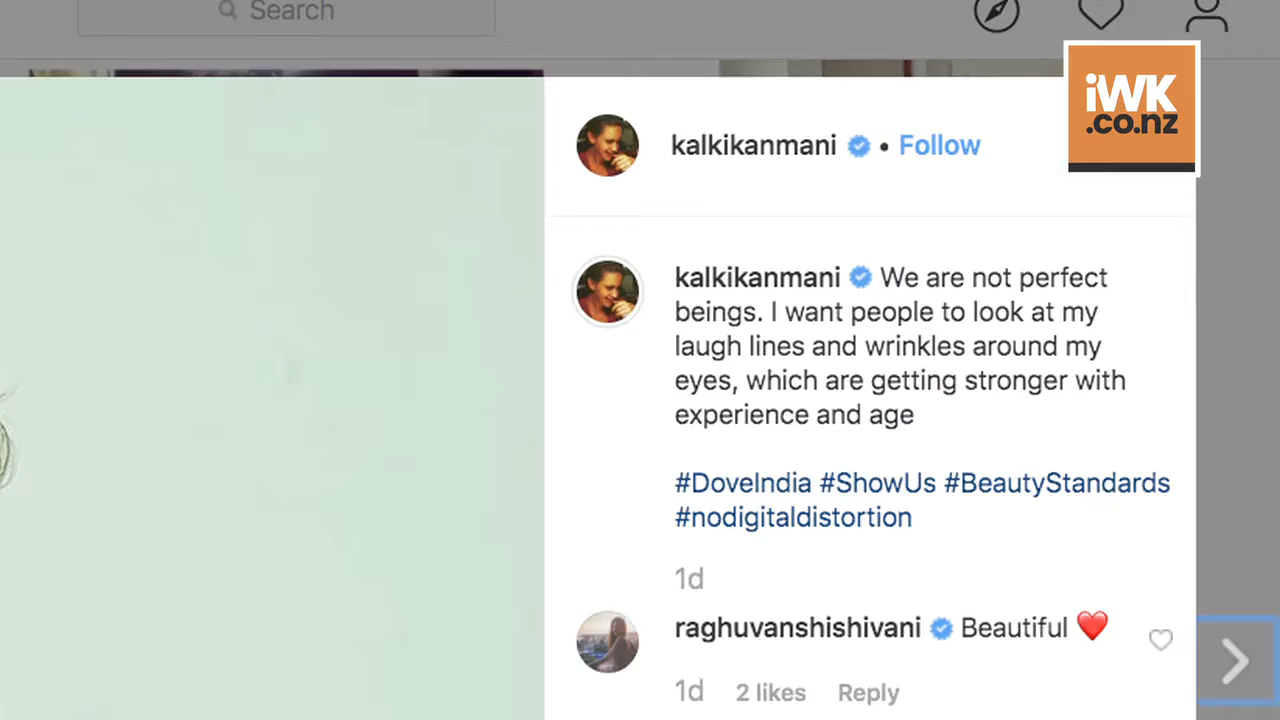 Search
iWK
.co.nz
kalkikanmani • Follow
kalkikanmani We are not perfect
beings. I want people to look at my
laugh lines and wrinkles around my
eyes, which are getting stronger with
experience and age
#DoveIndia #ShowUs #BeautyStandards
#nodigitaldistortion
1d
raghuvanshishivani Beautiful ❤️
1d 2 likes Reply